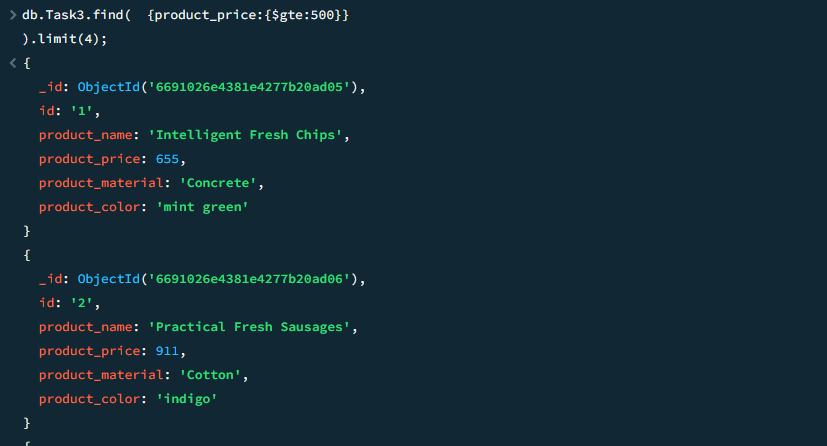 db.Task3.find(  {product_price:{$gte:500}}
).limit(4);
{
_id: ObjectId('6691026e4381e4277b20ad05'),
id: '1',
product_name: 'Intelligent Fresh Chips',
product_price: 655,
product_material: 'Concrete',
product_color: 'mint green'
}
{
_id: ObjectId('6691026e4381e4277b20ad06'),
id: '2',
product_name: 'Practical Fresh Sausages',
product_price: 911,
product_material: 'Cotton',
product_color: 'indigo'
}
{